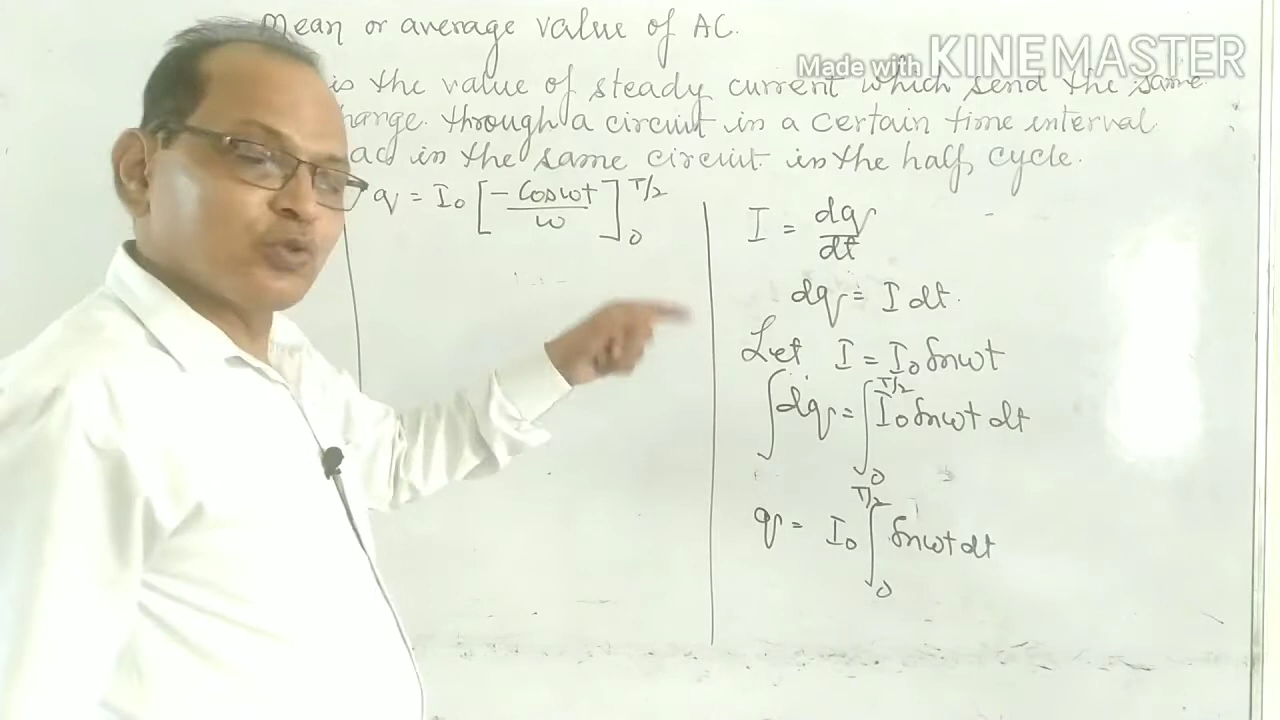 Mean or average value of AC.
Made with KINEMASTER
is the value of steady current which send the same
harge through a circuit in a certain time interval
ac in the same circuit in the half cycle.
q = I₀ [-Cosωt/ω]₀^T/2
I = dq/dt
dq = I dt.
Let I = I₀ Sinωt
∫dq = ∫₀^T/2 I₀ Sinωt dt
q = I₀ ∫₀^T/2 Sinωt dt